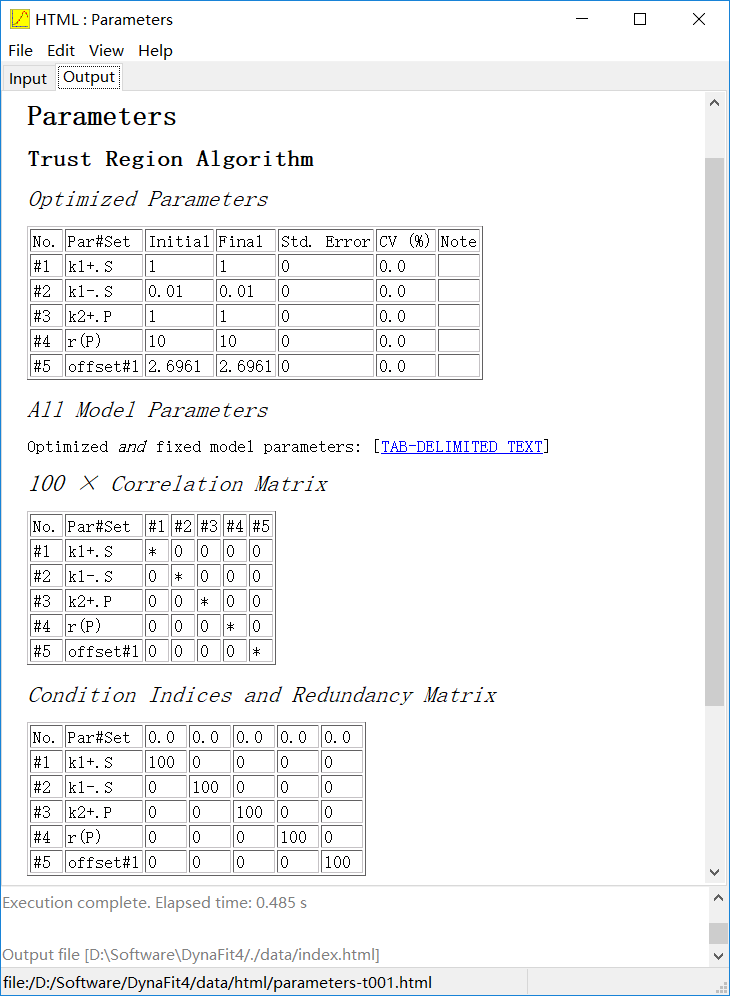 HTML : Parameters
File Edit View Help
Input Output
Parameters
Trust Region Algorithm
Optimized Parameters
No. Par#Set Initial Final Std. Error CV (%) Note
#1 k1+.S 1 1 0 0.0
#2 k1-.S 0.01 0.01 0 0.0
#3 k2+.P 1 1 0 0.0
#4 r(P) 10 10 0 0.0
#5 offset#1 2.6961 2.6961 0 0.0
All Model Parameters
Optimized and fixed model parameters: [TAB-DELIMITED TEXT]
100 × Correlation Matrix
No. Par#Set #1 #2 #3 #4 #5
#1 k1+.S * 0 0 0 0
#2 k1-.S 0 * 0 0 0
#3 k2+.P 0 0 * 0 0
#4 r(P) 0 0 0 * 0
#5 offset#1 0 0 0 0 *
Condition Indices and Redundancy Matrix
No. Par#Set 0.0 0.0 0.0 0.0 0.0
#1 k1+.S 100 0 0 0 0
#2 k1-.S 0 100 0 0 0
#3 k2+.P 0 0 100 0 0
#4 r(P) 0 0 0 100 0
#5 offset#1 0 0 0 0 100
Execution complete. Elapsed time: 0.485 s
Output file [D:\Software\DynaFit4/./data/index.html]
file:/D:/Software/DynaFit4/data/html/parameters-t001.html